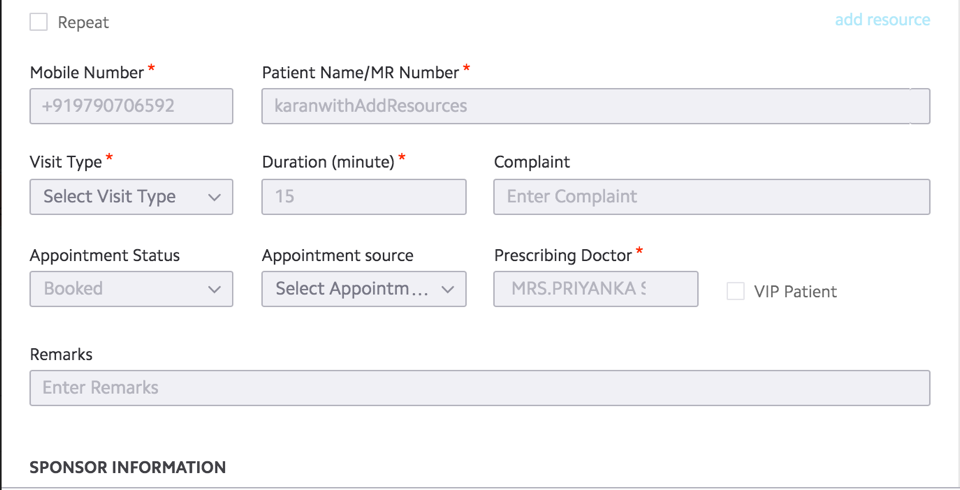 Repeat
add resource
Mobile Number *
Patient Name/MR Number *
+919790706592
karanwithAddResources
Visit Type *
Duration (minute) *
Complaint
Select Visit Type
15
Enter Complaint
Appointment Status
Appointment source
Prescribing Doctor *
Booked
Select Appointm...
MRS.PRIYANKA S
VIP Patient
Remarks
Enter Remarks
SPONSOR INFORMATION